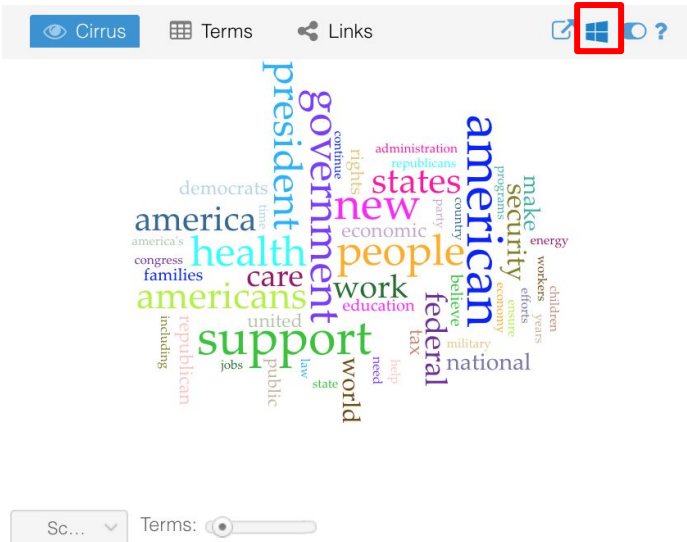 Cirrus Terms Links ?
president
government
american
continue
rights
administration
republicans
states
programs
security
make
democrats
time
america
new
party
country
economic
energy
america's
health
people
congress
families
care
workers
americans
work
believe
economy
efforts
children
education
federal
ensure
years
including
republican
united
support
tax
military
national
jobs
public
law
state
world
need
help
Sc... Terms: